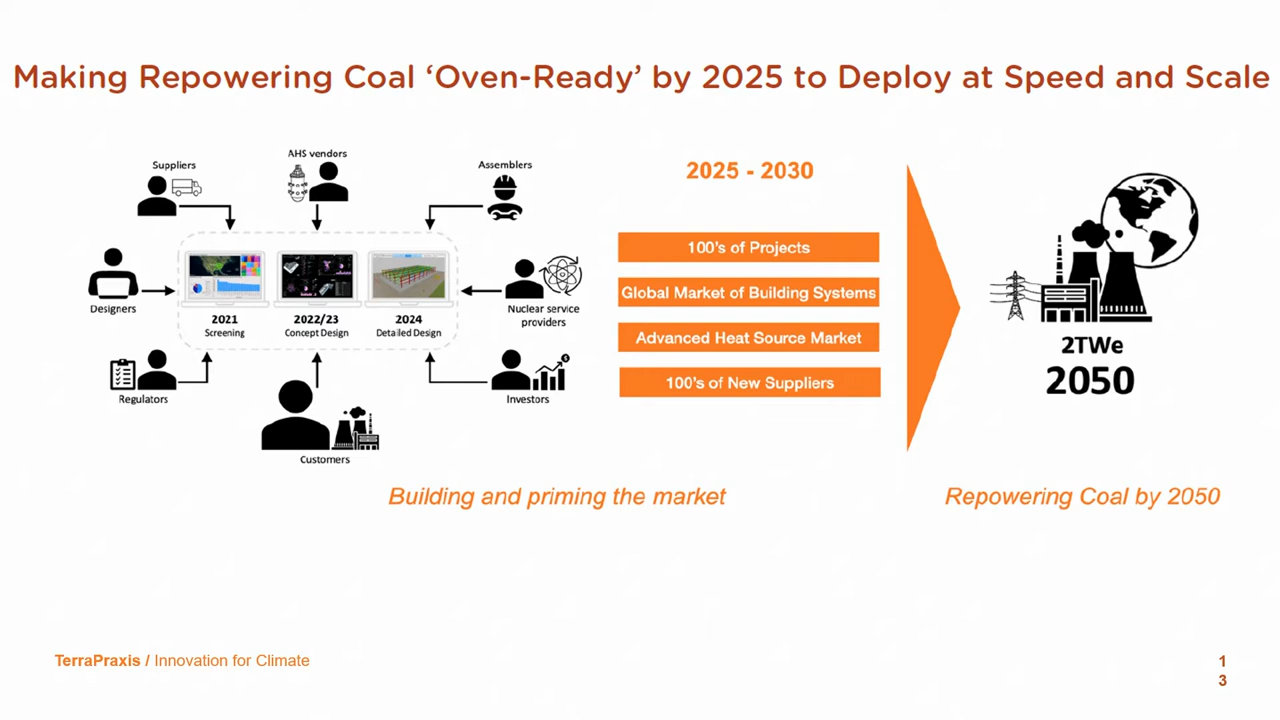 Making Repowering Coal ‘Oven-Ready’ by 2025 to Deploy at Speed and Scale
Suppliers
AHS vendors
Assemblers
Designers
2021
Screening
2022/23
Concept Design
2024
Detailed Design
Nuclear service
providers
Regulators
Customers
Investors
2025 - 2030
100's of Projects
Global Market of Building Systems
Advanced Heat Source Market
100's of New Suppliers
2TWe
2050
Building and priming the market
Repowering Coal by 2050
TerraPraxis / Innovation for Climate
1
3